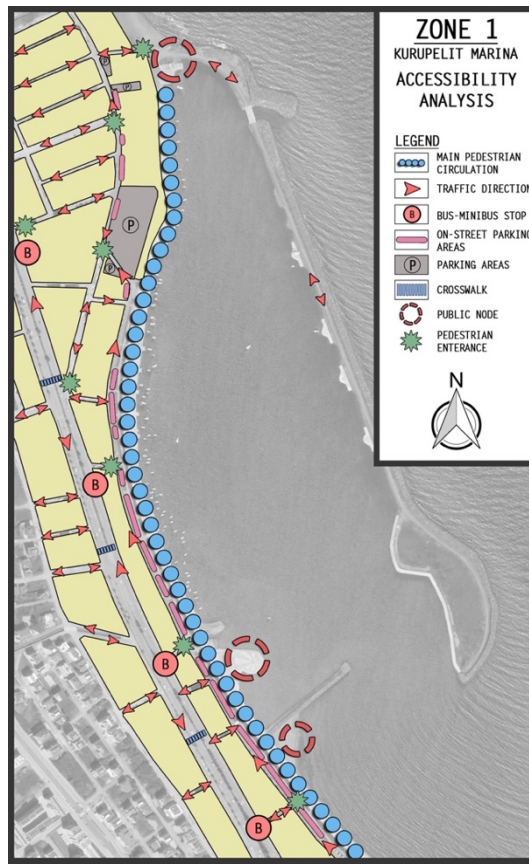 ZONE 1
KURUPELIT MARINA
ACCESSIBILITY
ANALYSIS
LEGEND
MAIN PEDESTRIAN
CIRCULATION
TRAFFIC DIRECTION
B
BUS-MINIBUS STOP
ON-STREET PARKING
AREAS
P
PARKING AREAS
CROSSWALK
PUBLIC NODE
PEDESTRIAN
ENTERANCE
N
P
P
P
P
B
B
B
B